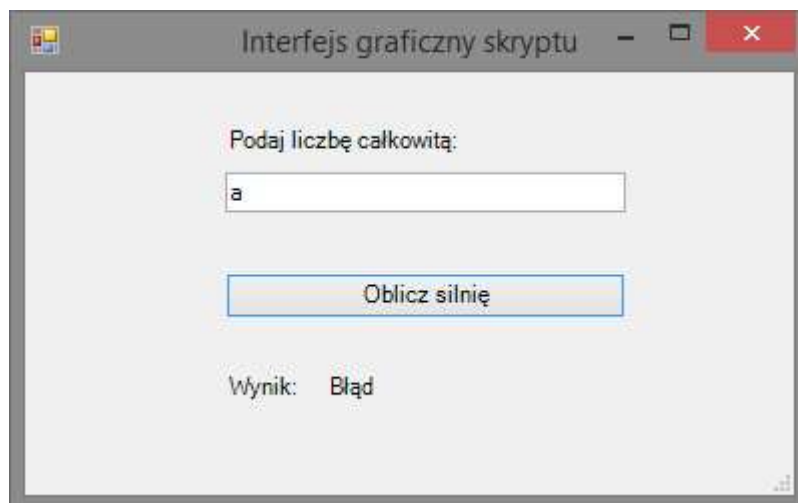 Interfejs graficzny skryptu
Podaj liczbę całkowitą:
a
Oblicz silnię
Wynik: Błąd